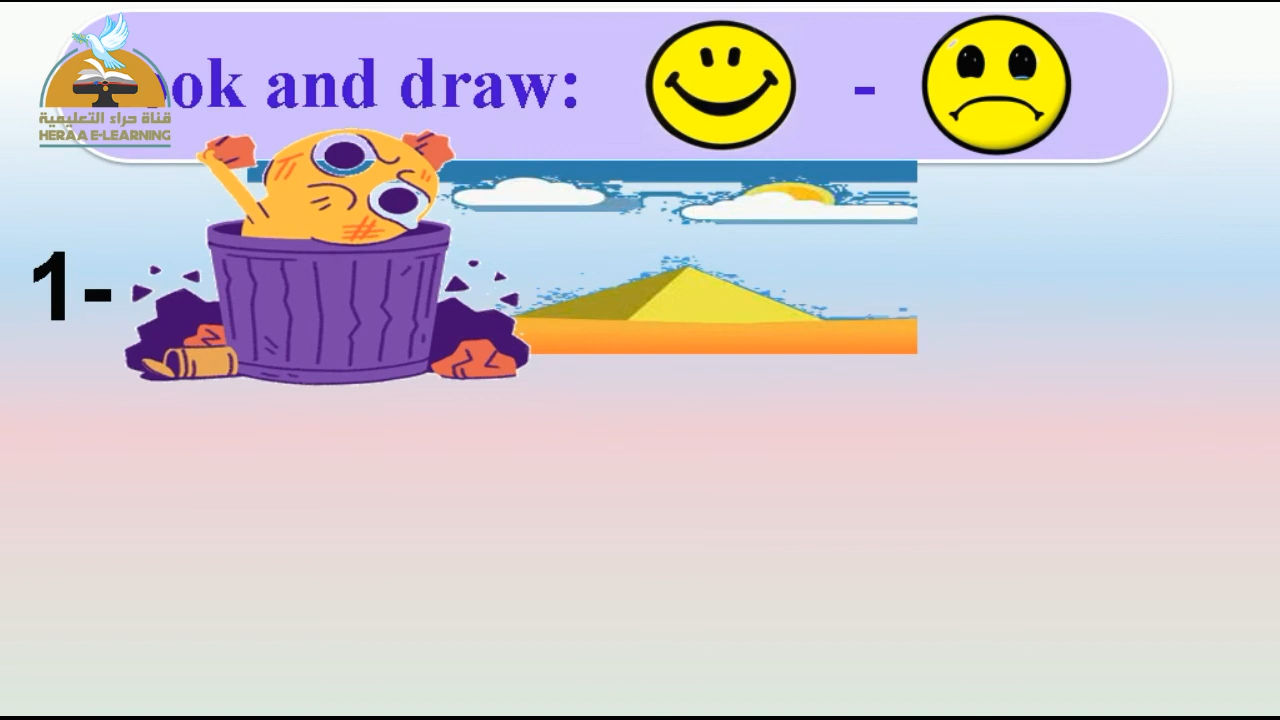 ook and draw: -
قناة حراء التعليمية
HERAA E-LEARNING
1-